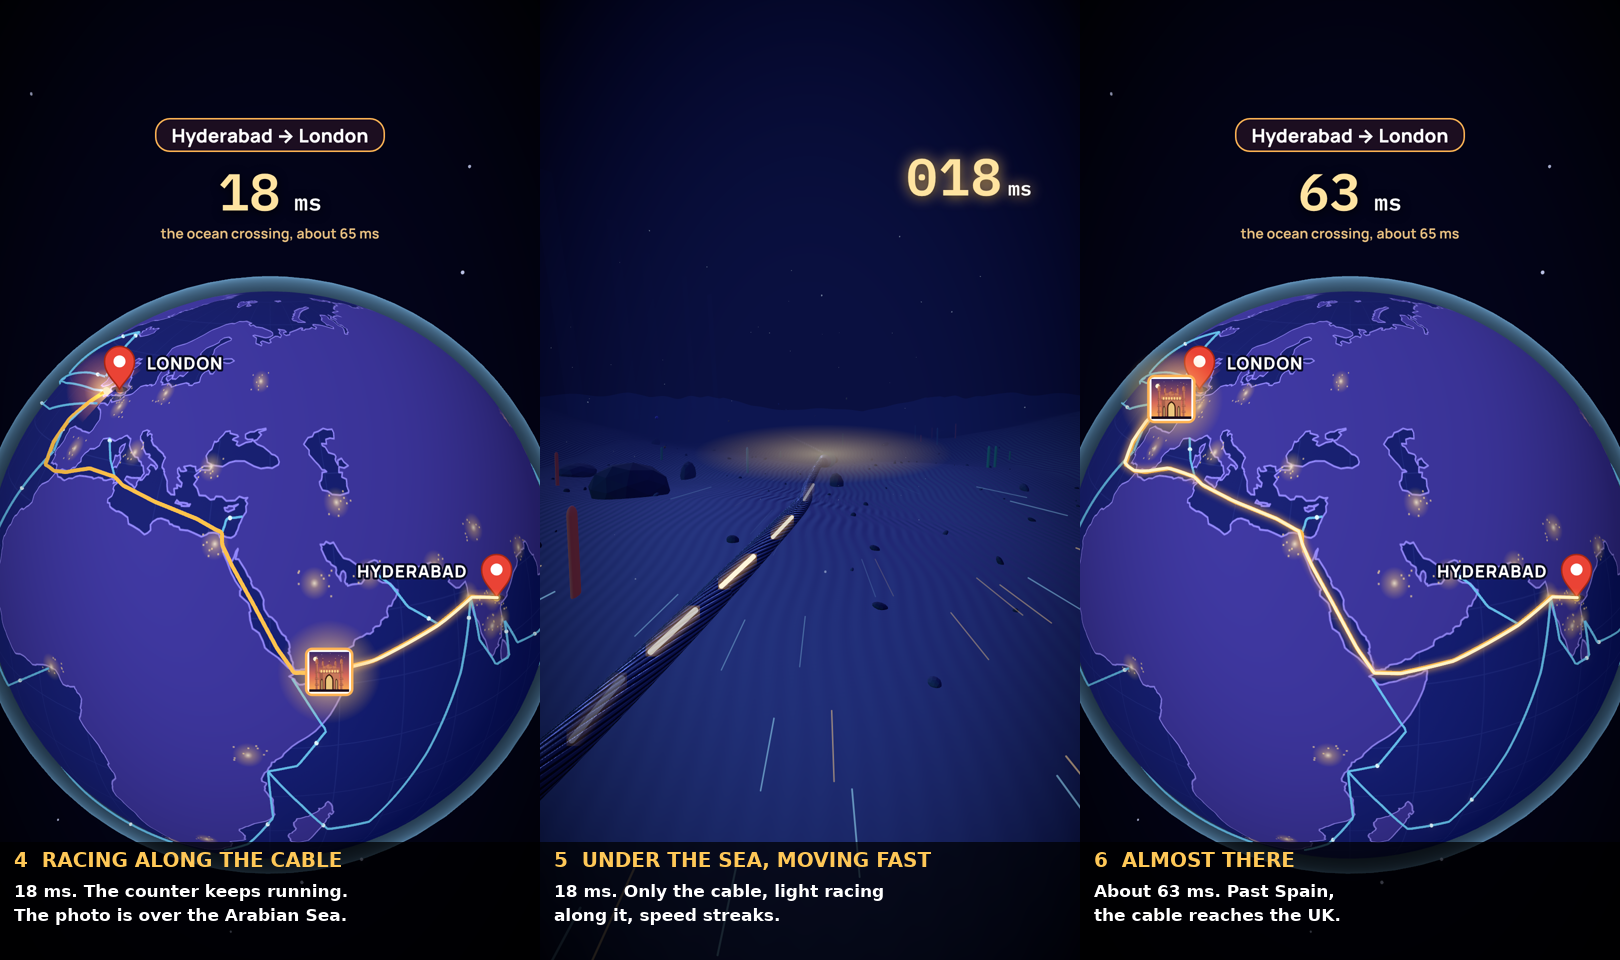 Hyderabad → London
18 ms
the ocean crossing, about 65 ms
LONDON
HYDERABAD
4 RACING ALONG THE CABLE
18 ms. The counter keeps running.
The photo is over the Arabian Sea.
018 ms
5 UNDER THE SEA, MOVING FAST
18 ms. Only the cable, light racing
along it, speed streaks.
Hyderabad → London
63 ms
the ocean crossing, about 65 ms
LONDON
HYDERABAD
6 ALMOST THERE
About 63 ms. Past Spain,
the cable reaches the UK.